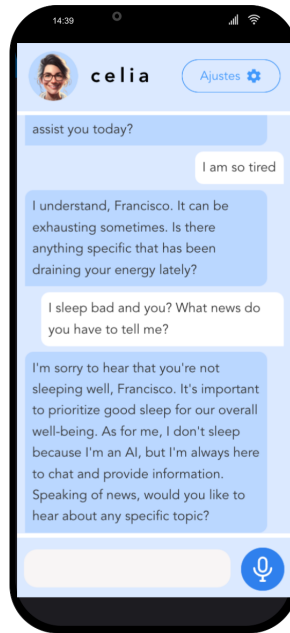 14:39
celia
Ajustes
assist you today?
I am so tired
I understand, Francisco. It can be
exhausting sometimes. Is there
anything specific that has been
draining your energy lately?
I sleep bad and you? What news do
you have to tell me?
I'm sorry to hear that you're not
sleeping well, Francisco. It's important
to prioritize good sleep for our overall
well-being. As for me, I don't sleep
because I'm an AI, but I'm always here
to chat and provide information.
Speaking of news, would you like to
hear about any specific topic?